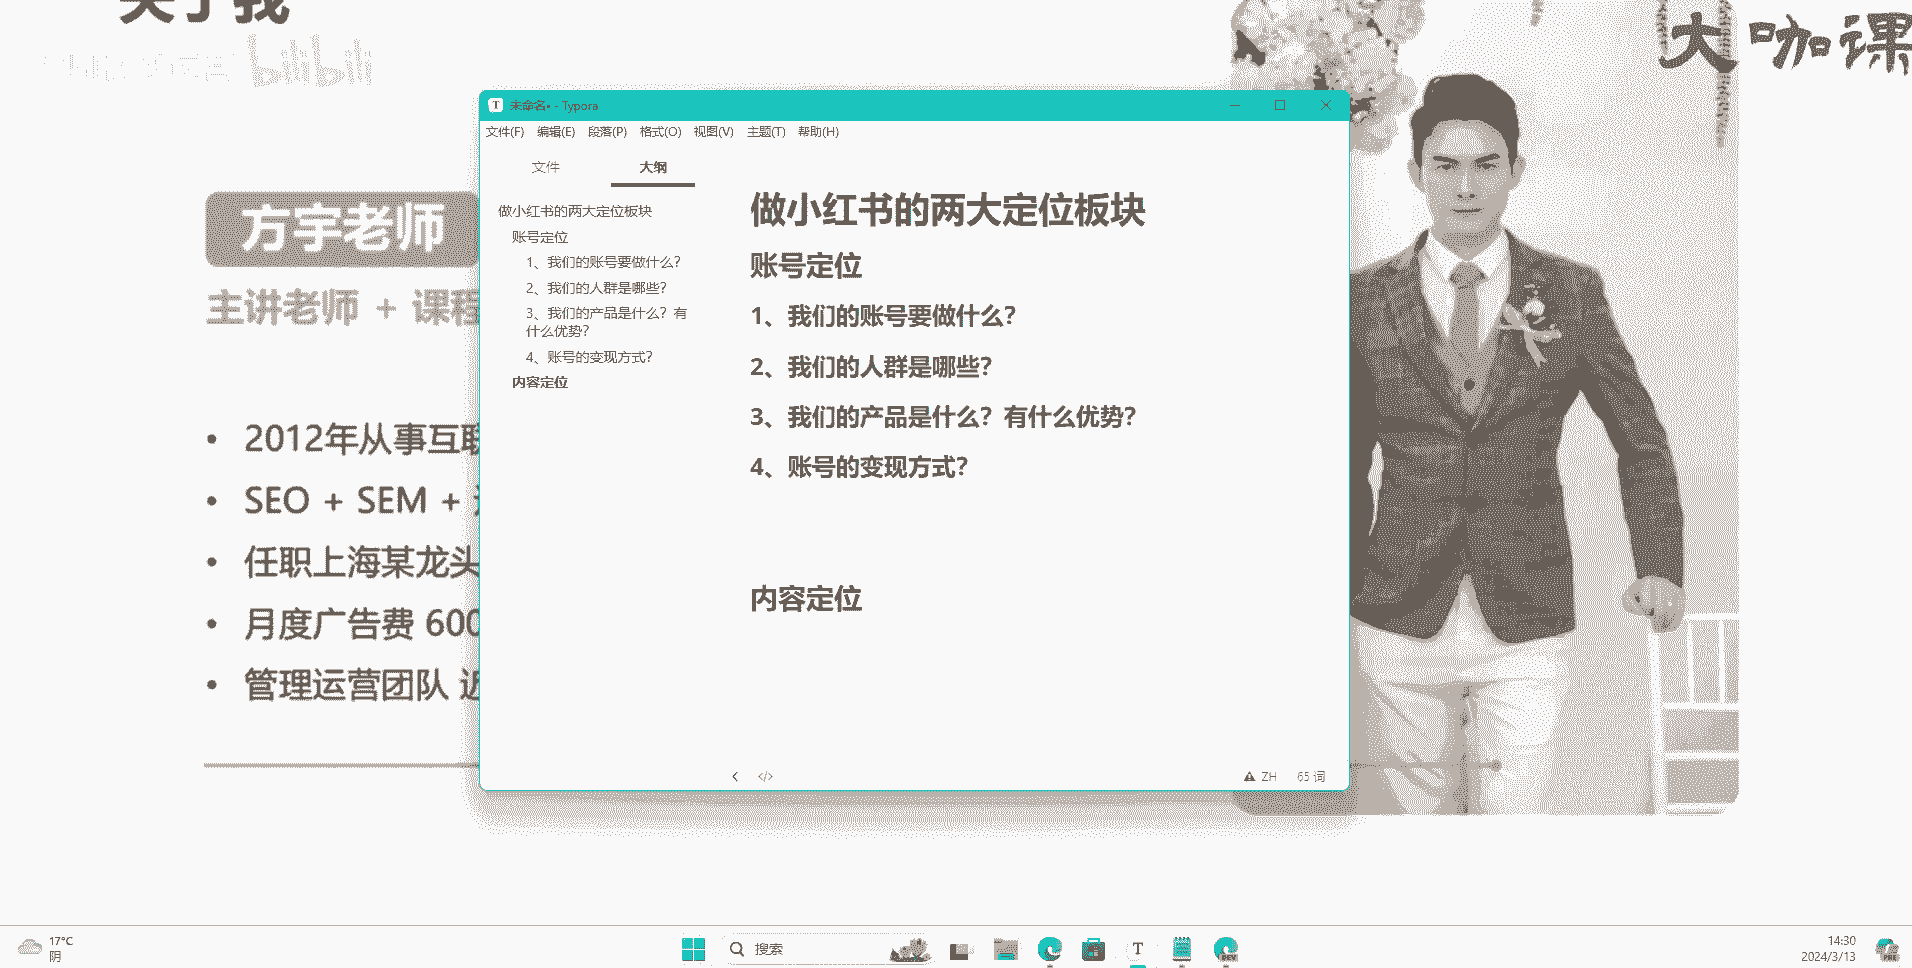 关于我
bilibili
大咖课
方宇老师
主讲老师 + 课程
2012年从事互联
SEO + SEM +
任职上海某龙头
月度广告费 600
管理运营团队 近
未命名• - Typora
文件(F) 编辑(E) 段落(P) 格式(O) 视图(V) 主题(T) 帮助(H)
文件 大纲
做小红书的两大定位板块
账号定位
1、我们的账号要做什么?
2、我们的人群是哪些?
3、我们的产品是什么？有
什么优势?
4、账号的变现方式?
内容定位
做小红书的两大定位板块
账号定位
1、我们的账号要做什么?
2、我们的人群是哪些?
3、我们的产品是什么？有什么优势?
4、账号的变现方式?
内容定位
ZH 65 词
17°C
阴
搜索
T
DEV
14:30
2024/3/13
PRE